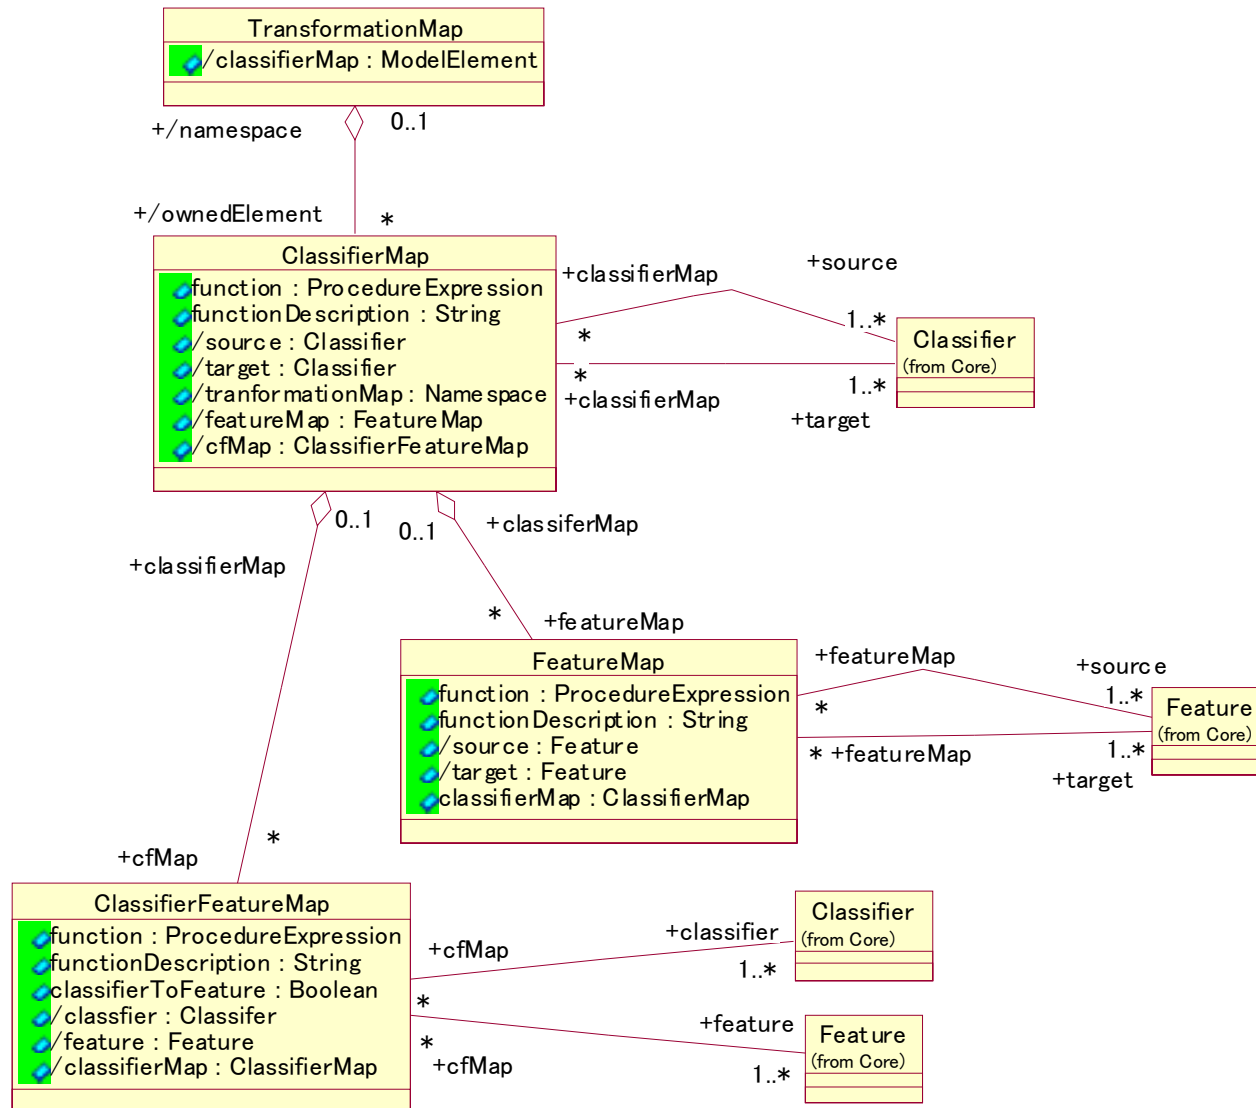 TransformationMap
/classifierMap : ModelElement
+/namespace
0..1
+/ownedElement
*
ClassifierMap
function : ProcedureExpression
functionDescription : String
/source : Classifier
/target : Classifier
/tranformationMap : Namespace
/featureMap : FeatureMap
/cfMap : ClassifierFeatureMap
+classifierMap
+source
*
1..*
*
1..*
+classifierMap
+target
Classifier
(from Core)
0..1
0..1
+classiferMap
+classifierMap
*
+featureMap
FeatureMap
function : ProcedureExpression
functionDescription : String
/source : Feature
/target : Feature
classifierMap : ClassifierMap
+featureMap
+source
*
1..*
*
+featureMap
1..*
+target
Feature
(from Core)
*
+cfMap
ClassifierFeatureMap
function : ProcedureExpression
functionDescription : String
classifierToFeature : Boolean
/classfier : Classifer
/feature : Feature
/classifierMap : ClassifierMap
+cfMap
+classifier
*
1..*
Classifier
(from Core)
*
+cfMap
+feature
1..*
Feature
(from Core)